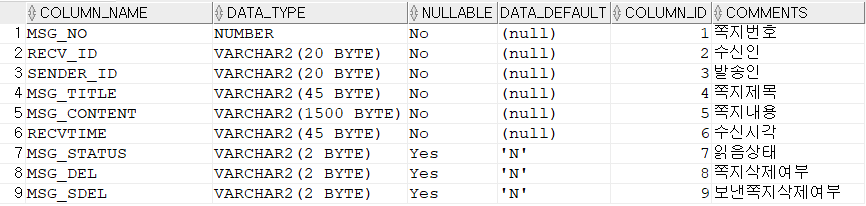 COLUMN_NAME DATA_TYPE NULLABLE DATA_DEFAULT COLUMN_ID COMMENTS
1 MSG_NO NUMBER No (null) 1 쪽지번호
2 RECV_ID VARCHAR2(20 BYTE) No (null) 2 수신인
3 SENDER_ID VARCHAR2(20 BYTE) No (null) 3 발송인
4 MSG_TITLE VARCHAR2(45 BYTE) No (null) 4 쪽지제목
5 MSG_CONTENT VARCHAR2(1500 BYTE) No (null) 5 쪽지내용
6 RECVTIME VARCHAR2(45 BYTE) No (null) 6 수신시각
7 MSG_STATUS VARCHAR2(2 BYTE) Yes 'N' 7 읽음상태
8 MSG_DEL VARCHAR2(2 BYTE) Yes 'N' 8 쪽지삭제여부
9 MSG_SDEL VARCHAR2(2 BYTE) Yes 'N' 9 보낸쪽지삭제여부